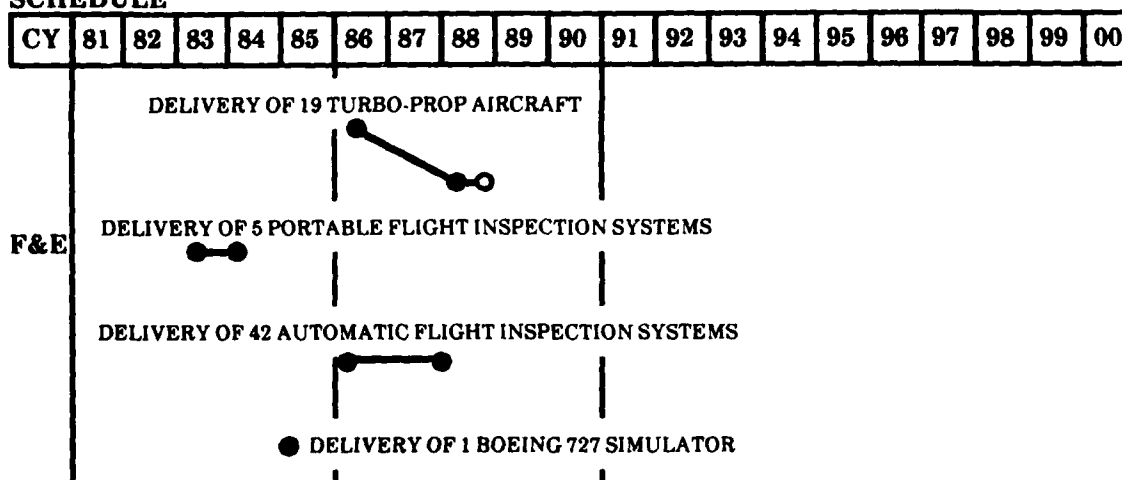 SCHEDULE
CY 81 82 83 84 85 86 87 88 89 90 91 92 93 94 95 96 97 98 99 00
DELIVERY OF 19 TURBO-PROP AIRCRAFT
DELIVERY OF 5 PORTABLE FLIGHT INSPECTION SYSTEMS
F&E
DELIVERY OF 42 AUTOMATIC FLIGHT INSPECTION SYSTEMS
DELIVERY OF 1 BOEING 727 SIMULATOR